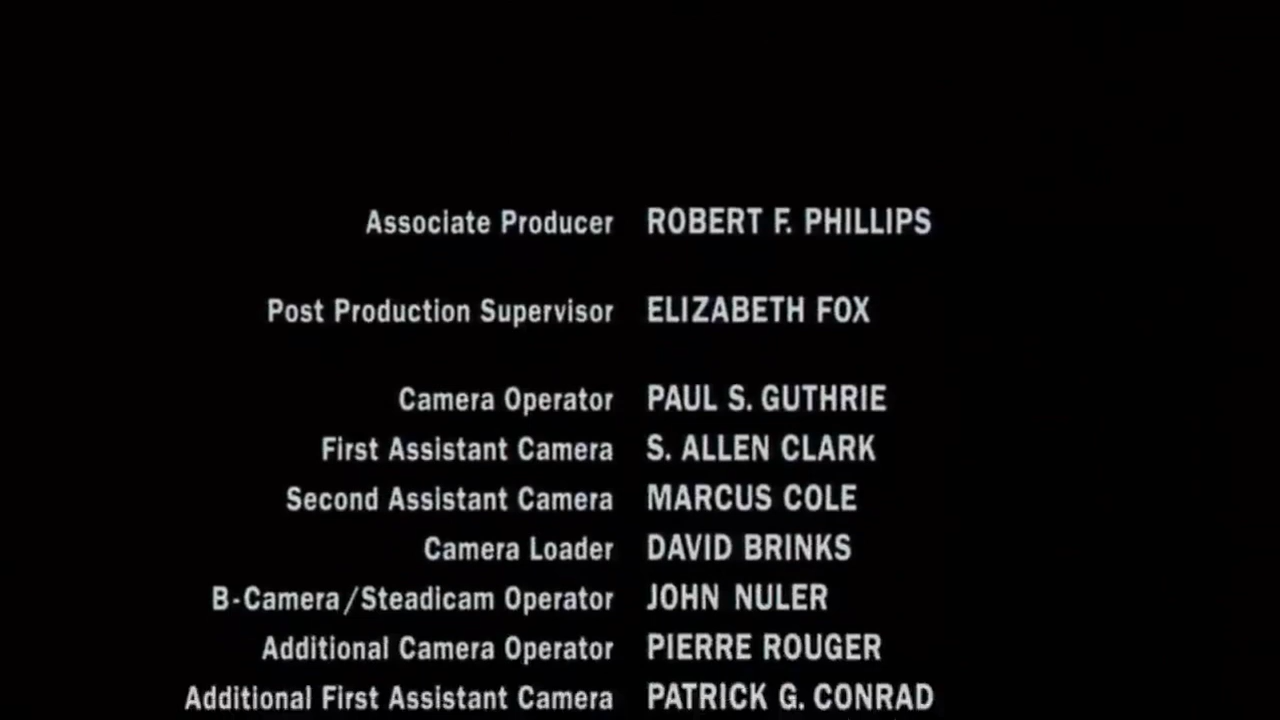 Associate Producer ROBERT F. PHILLIPS
Post Production Supervisor ELIZABETH FOX
Camera Operator PAUL S. GUTHRIE
First Assistant Camera S. ALLEN CLARK
Second Assistant Camera MARCUS COLE
Camera Loader DAVID BRINKS
B-Camera/Steadicam Operator JOHN NULER
Additional Camera Operator PIERRE ROUGER
Additional First Assistant Camera PATRICK G. CONRAD